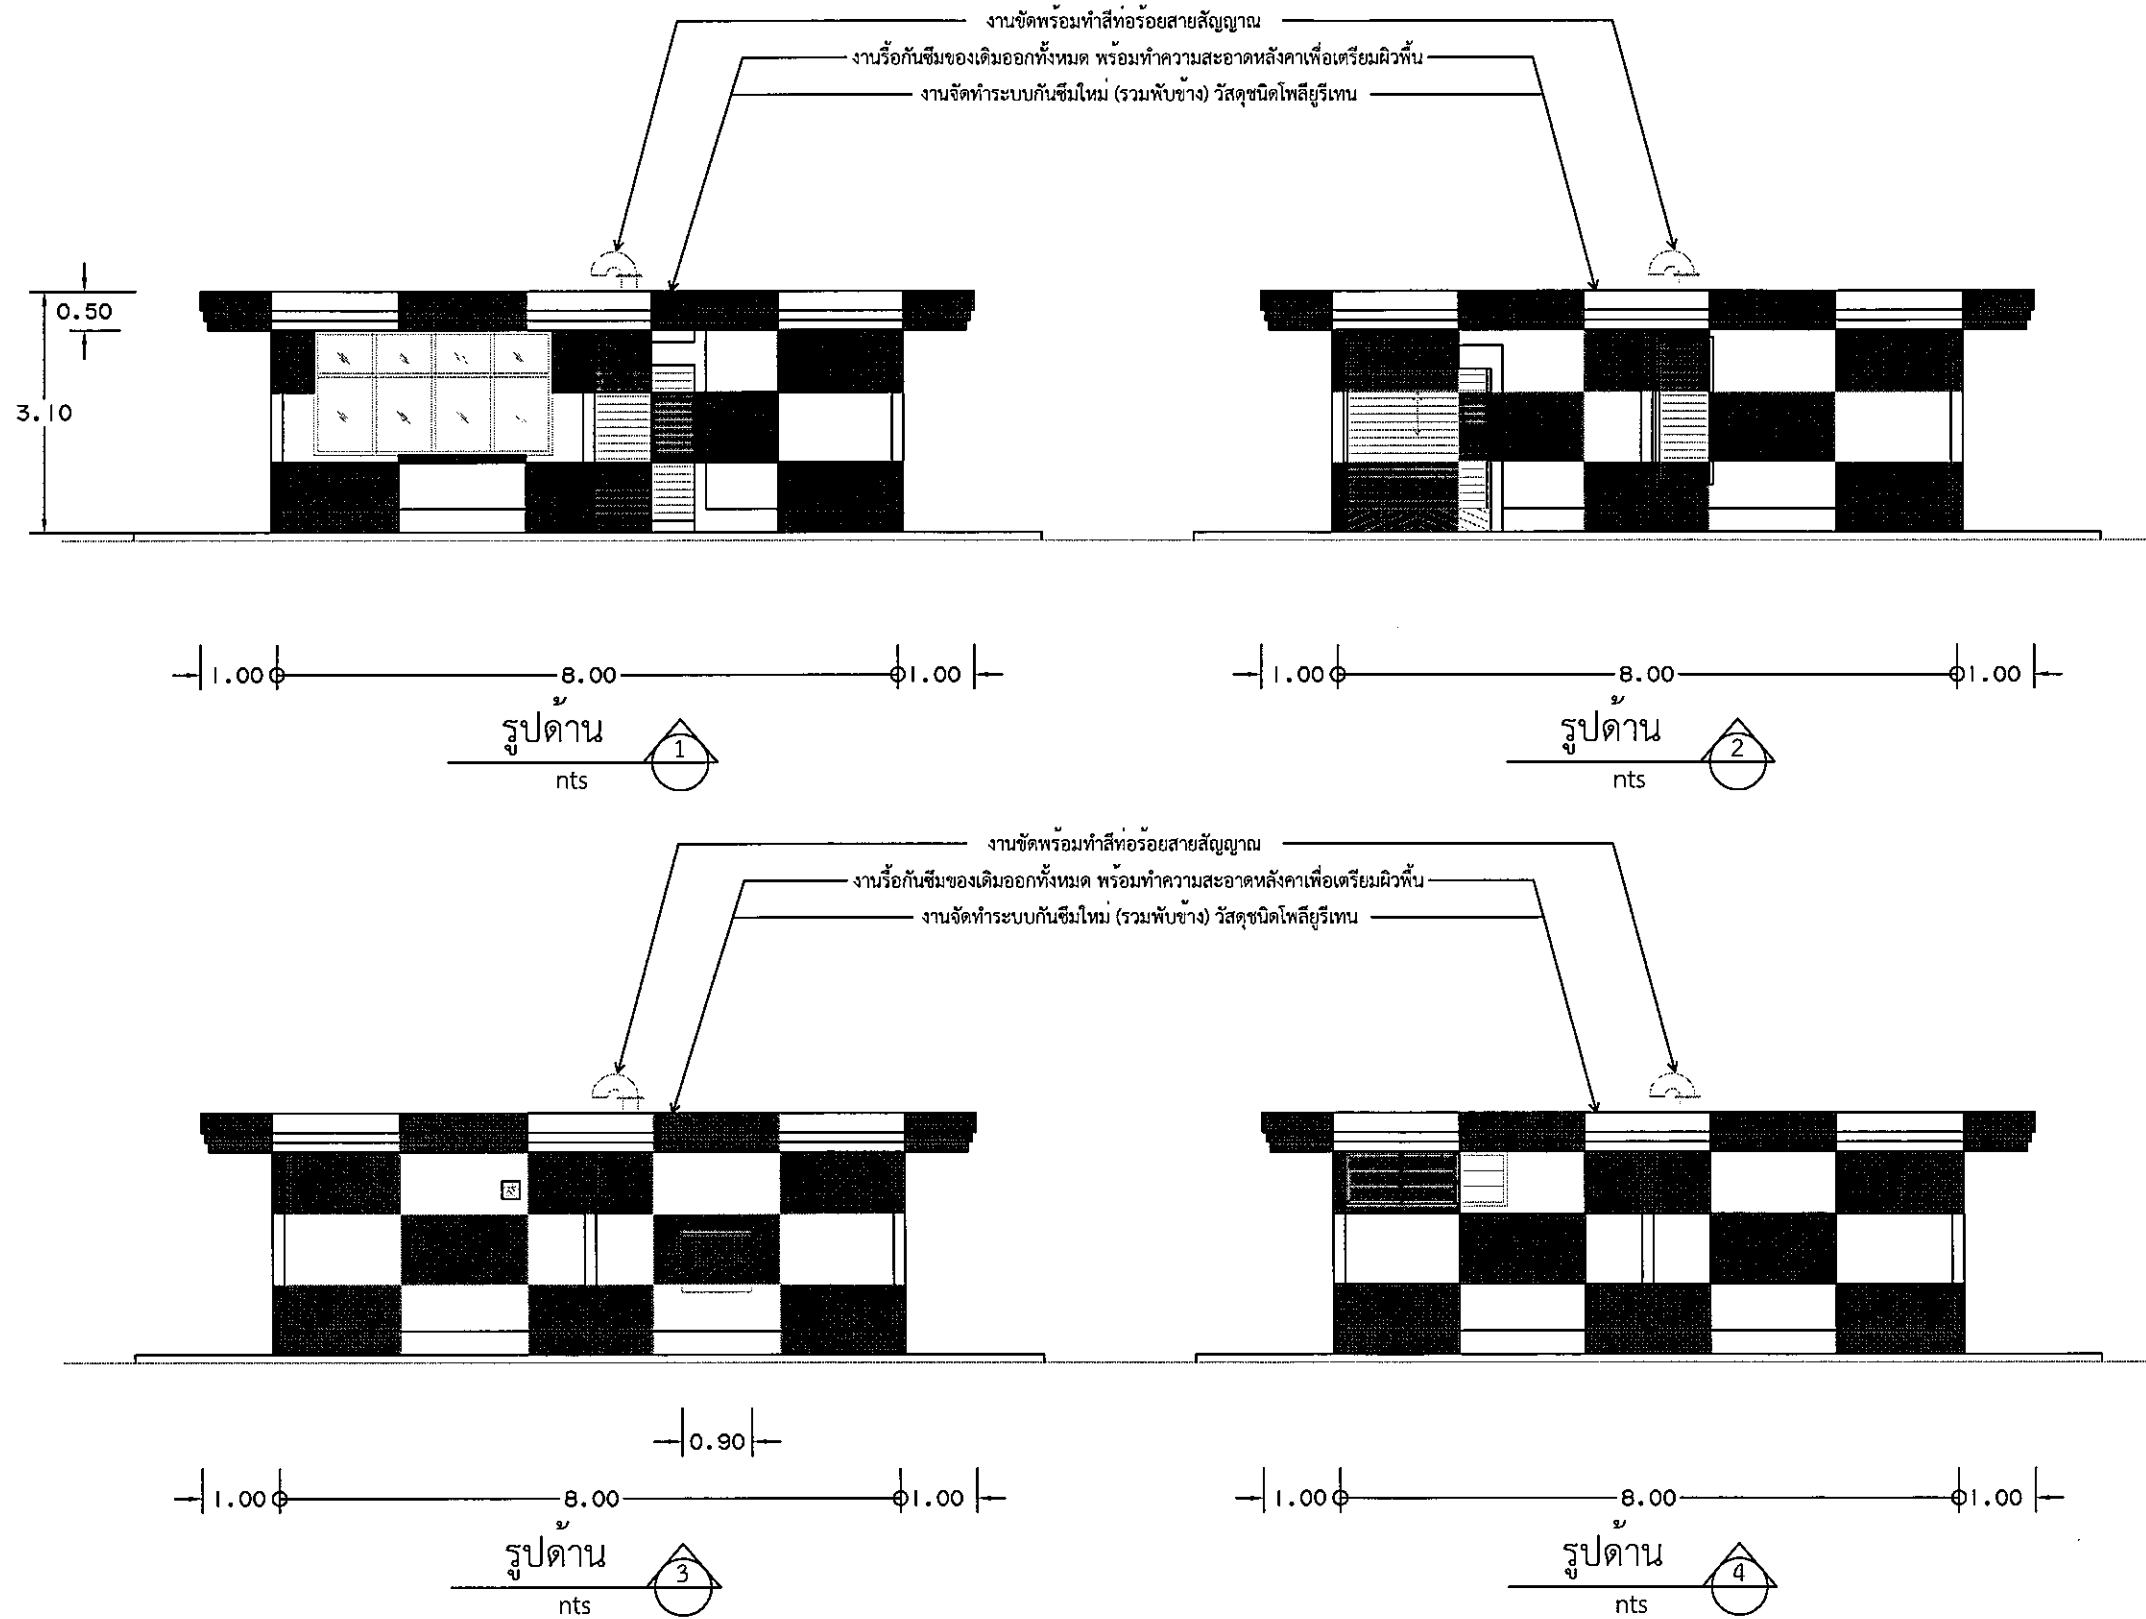 งานขัดพร้อมทำสีท่อร้อยสายสัญญาณ
งานรื้อกันซึมของเดิมออกทั้งหมด พร้อมทำความสะอาดหลังคาเพื่อเตรียมผิวพื้น
งานจัดทำระบบกันซึมใหม่ (รวมพับข้าง) วัสดุชนิดโพลียูรีเทน
0.50
3.10
1.00 8.00 1.00
1.00 8.00 1.00
รูปด้าน 1
nts
รูปด้าน 2
nts
งานขัดพร้อมทำสีท่อร้อยสายสัญญาณ
งานรื้อกันซึมของเดิมออกทั้งหมด พร้อมทำความสะอาดหลังคาเพื่อเตรียมผิวพื้น
งานจัดทำระบบกันซึมใหม่ (รวมพับข้าง) วัสดุชนิดโพลียูรีเทน
0.90
1.00 8.00 1.00
1.00 8.00 1.00
รูปด้าน 3
nts
รูปด้าน 4
nts